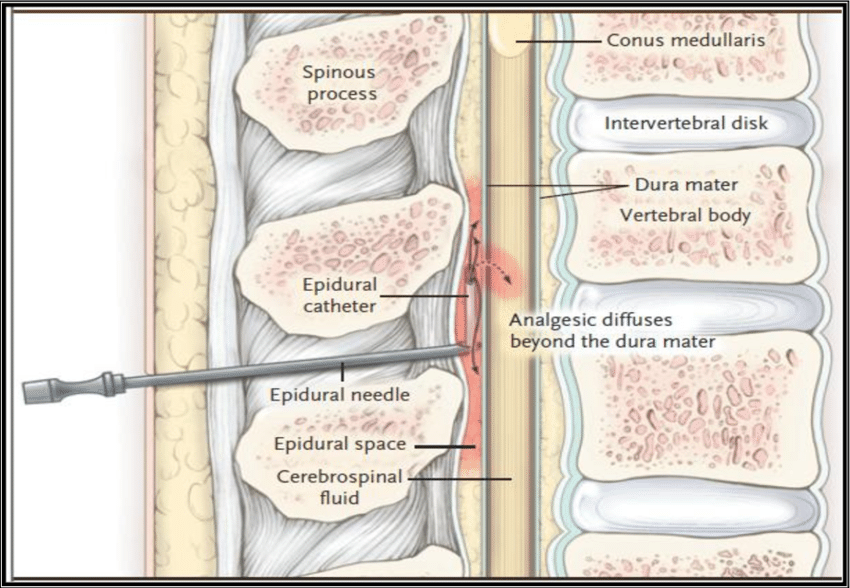 Conus medullaris
Spinous
process
Intervertebral disk
Dura mater
Vertebral body
Epidural
catheter
Analgesic diffuses
beyond the dura mater
Epidural needle
Epidural space
Cerebrospinal
fluid